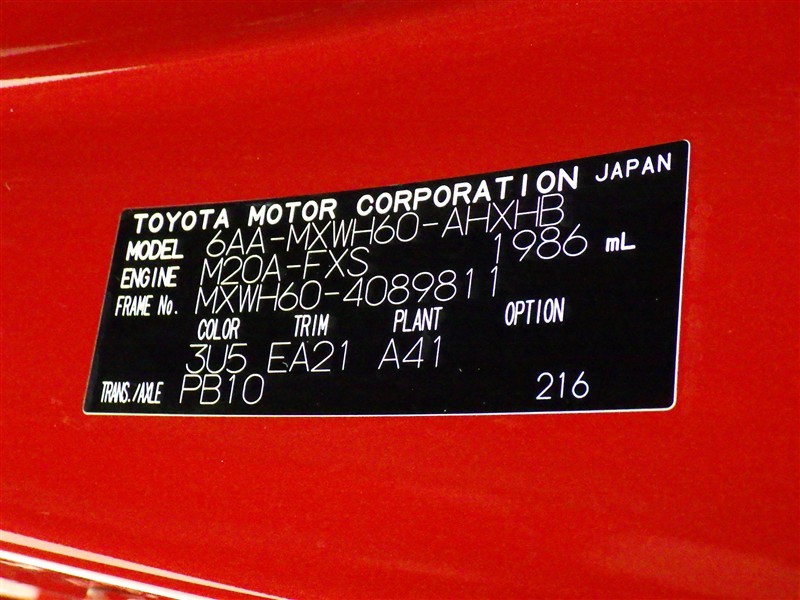 TOYOTA MOTOR CORPORATION JAPAN
MODEL 6AA-MXWH60-AHXHB
ENGINE M20A-FXS 1986 mL
FRAME No. MXWH60-4089811
COLOR TRIM PLANT OPTION
3U5 EA21 A41
TRANS./AXLE PB10 216